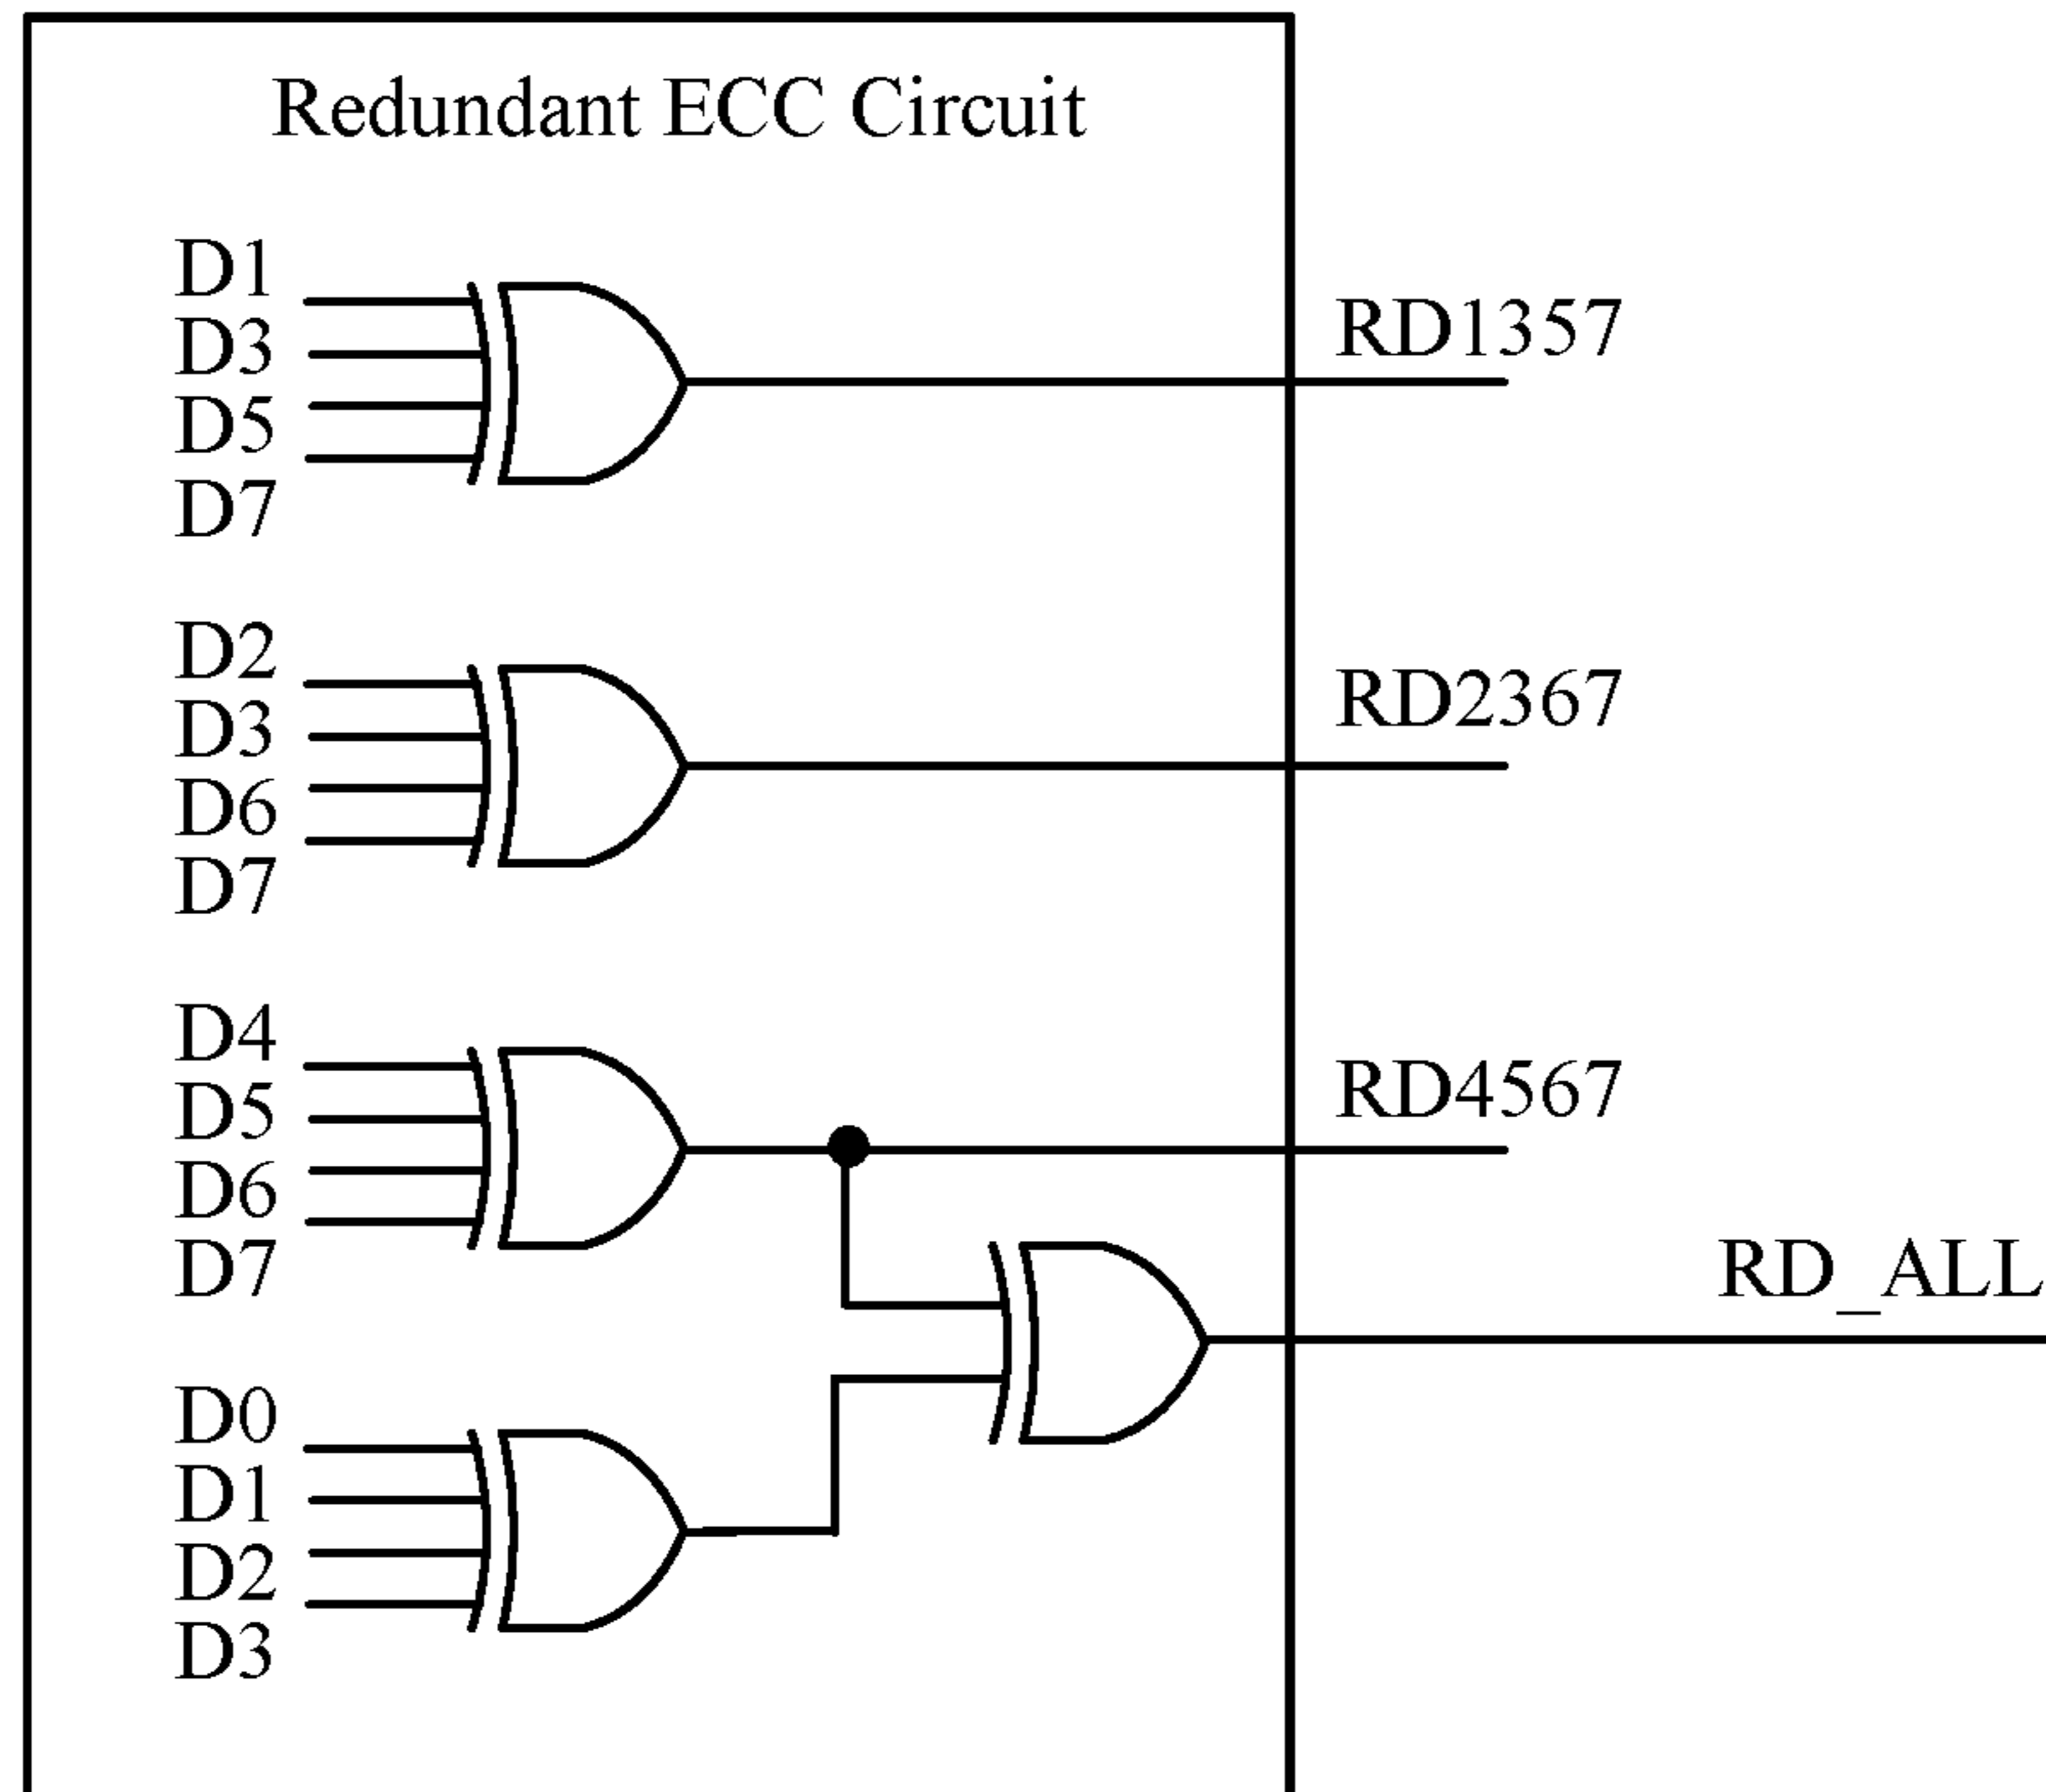 Redundant ECC Circuit
D1
D3
D5
D7
RD1357
D2
D3
D6
D7
RD2367
D4
D5
D6
D7
RD4567
RD_ALL
D0
D1
D2
D3